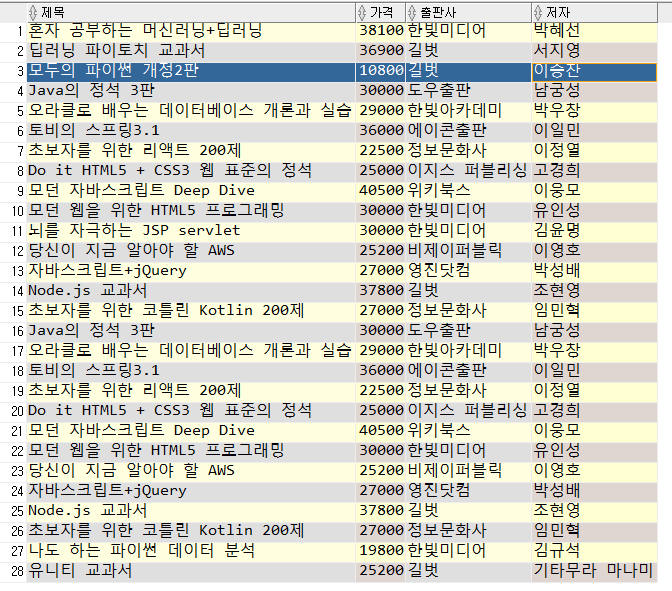 제목 가격 출판사 저자
1 혼자 공부하는 머신러닝+딥러닝 38100 한빛미디어 박혜선
2 딥러닝 파이토치 교과서 36900 길벗 서지영
3 모두의 파이썬 개정2판 10800 길벗 이승찬
4 Java의 정석 3판 30000 도우출판 남궁성
5 오라클로 배우는 데이터베이스 개론과 실습 29000 한빛아카데미 박우창
6 토비의 스프링3.1 36000 에이콘출판 이일민
7 초보자를 위한 리액트 200제 22500 정보문화사 이정열
8 Do it HTML5 + CSS3 웹 표준의 정석 25000 이지스 퍼블리싱 고경희
9 모던 자바스크립트 Deep Dive 40500 위키북스 이웅모
10 모던 웹을 위한 HTML5 프로그래밍 30000 한빛미디어 유인성
11 뇌를 자극하는 JSP servlet 30000 한빛미디어 김윤명
12 당신이 지금 알아야 할 AWS 25200 비제이퍼블릭 이영호
13 자바스크립트+jQuery 27000 영진닷컴 박성배
14 Node.js 교과서 37800 길벗 조현영
15 초보자를 위한 코틀린 Kotlin 200제 27000 정보문화사 임민혁
16 Java의 정석 3판 30000 도우출판 남궁성
17 오라클로 배우는 데이터베이스 개론과 실습 29000 한빛아카데미 박우창
18 토비의 스프링3.1 36000 에이콘출판 이일민
19 초보자를 위한 리액트 200제 22500 정보문화사 이정열
20 Do it HTML5 + CSS3 웹 표준의 정석 25000 이지스 퍼블리싱 고경희
21 모던 자바스크립트 Deep Dive 40500 위키북스 이웅모
22 모던 웹을 위한 HTML5 프로그래밍 30000 한빛미디어 유인성
23 당신이 지금 알아야 할 AWS 25200 비제이퍼블릭 이영호
24 자바스크립트+jQuery 27000 영진닷컴 박성배
25 Node.js 교과서 37800 길벗 조현영
26 초보자를 위한 코틀린 Kotlin 200제 27000 정보문화사 임민혁
27 나도 하는 파이썬 데이터 분석 19800 한빛미디어 김규석
28 유니티 교과서 25200 길벗 기타무라 마나미